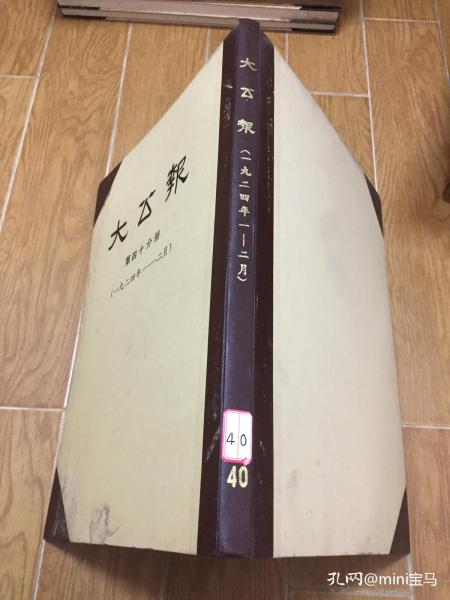 大公報
第四十分册
(一九二四年一——二月)
大公報(一九二四年一——二月)
40
40
孔网@mini宝马